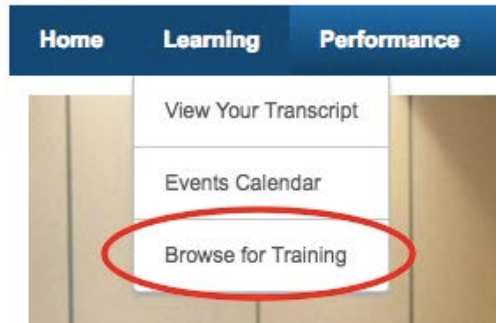 Home Learning Performance
View Your Transcript
Events Calendar
Browse for Training